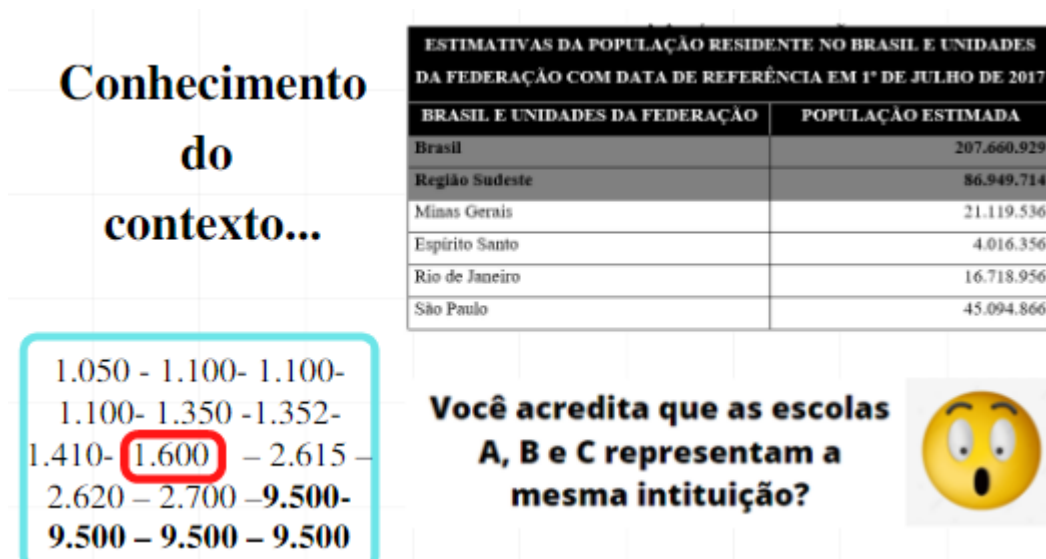 Conhecimento
do
contexto...
ESTIMATIVAS DA POPULAÇÃO RESIDENTE NO BRASIL E UNIDADES
DA FEDERAÇÃO COM DATA DE REFERÊNCIA EM 1º DE JULHO DE 2017
BRASIL E UNIDADES DA FEDERAÇÃO POPULAÇÃO ESTIMADA
Brasil 207.660.929
Região Sudeste 86.949.714
Minas Gerais 21.119.536
Espírito Santo 4.016.356
Rio de Janeiro 16.718.956
São Paulo 45.094.866
1.050 - 1.100- 1.100-
1.100- 1.350 -1.352-
1.410- 1.600 – 2.615 –
2.620 – 2.700 –9.500-
9.500 – 9.500 – 9.500
Você acredita que as escolas
A, B e C representam a
mesma intituição?